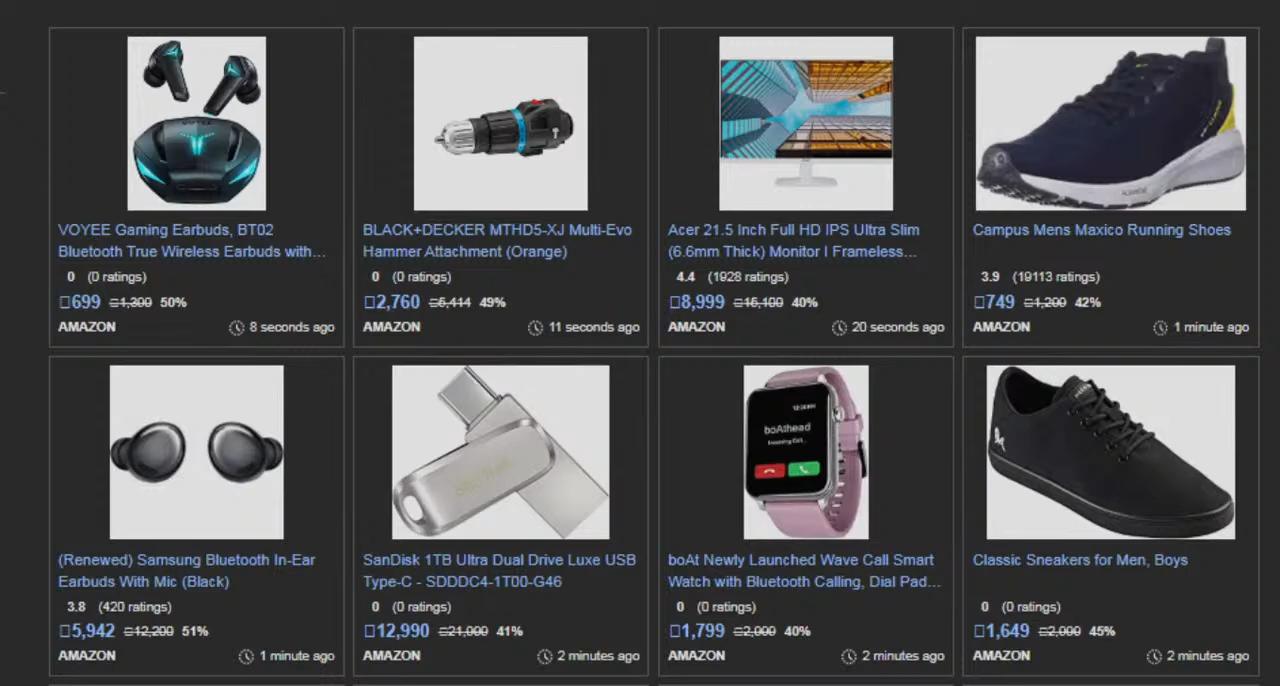 VOYEE Gaming Earbuds, BT02
Bluetooth True Wireless Earbuds with...
0 (0 ratings)
699 1,300 50%
AMAZON 8 seconds ago
BLACK+DECKER MTHD5-XJ Multi-Evo
Hammer Attachment (Orange)
0 (0 ratings)
2,760 5,444 49%
AMAZON 11 seconds ago
Acer 21.5 Inch Full HD IPS Ultra Slim
(6.6mm Thick) Monitor I Frameless...
4.4 (1928 ratings)
8,999 15,100 40%
AMAZON 20 seconds ago
Campus Mens Maxico Running Shoes
3.9 (19113 ratings)
749 1,200 42%
AMAZON 1 minute ago
(Renewed) Samsung Bluetooth In-Ear
Earbuds With Mic (Black)
3.8 (420 ratings)
5,942 12,200 51%
AMAZON 1 minute ago
SanDisk 1TB Ultra Dual Drive Luxe USB
Type-C - SDDDC4-1T00-G46
0 (0 ratings)
12,990 21,000 41%
AMAZON 2 minutes ago
boAthead
Incoming Call...
boAt Newly Launched Wave Call Smart
Watch with Bluetooth Calling, Dial Pad...
0 (0 ratings)
1,799 2,000 40%
AMAZON 2 minutes ago
Classic Sneakers for Men, Boys
0 (0 ratings)
1,649 2,000 45%
AMAZON 2 minutes ago